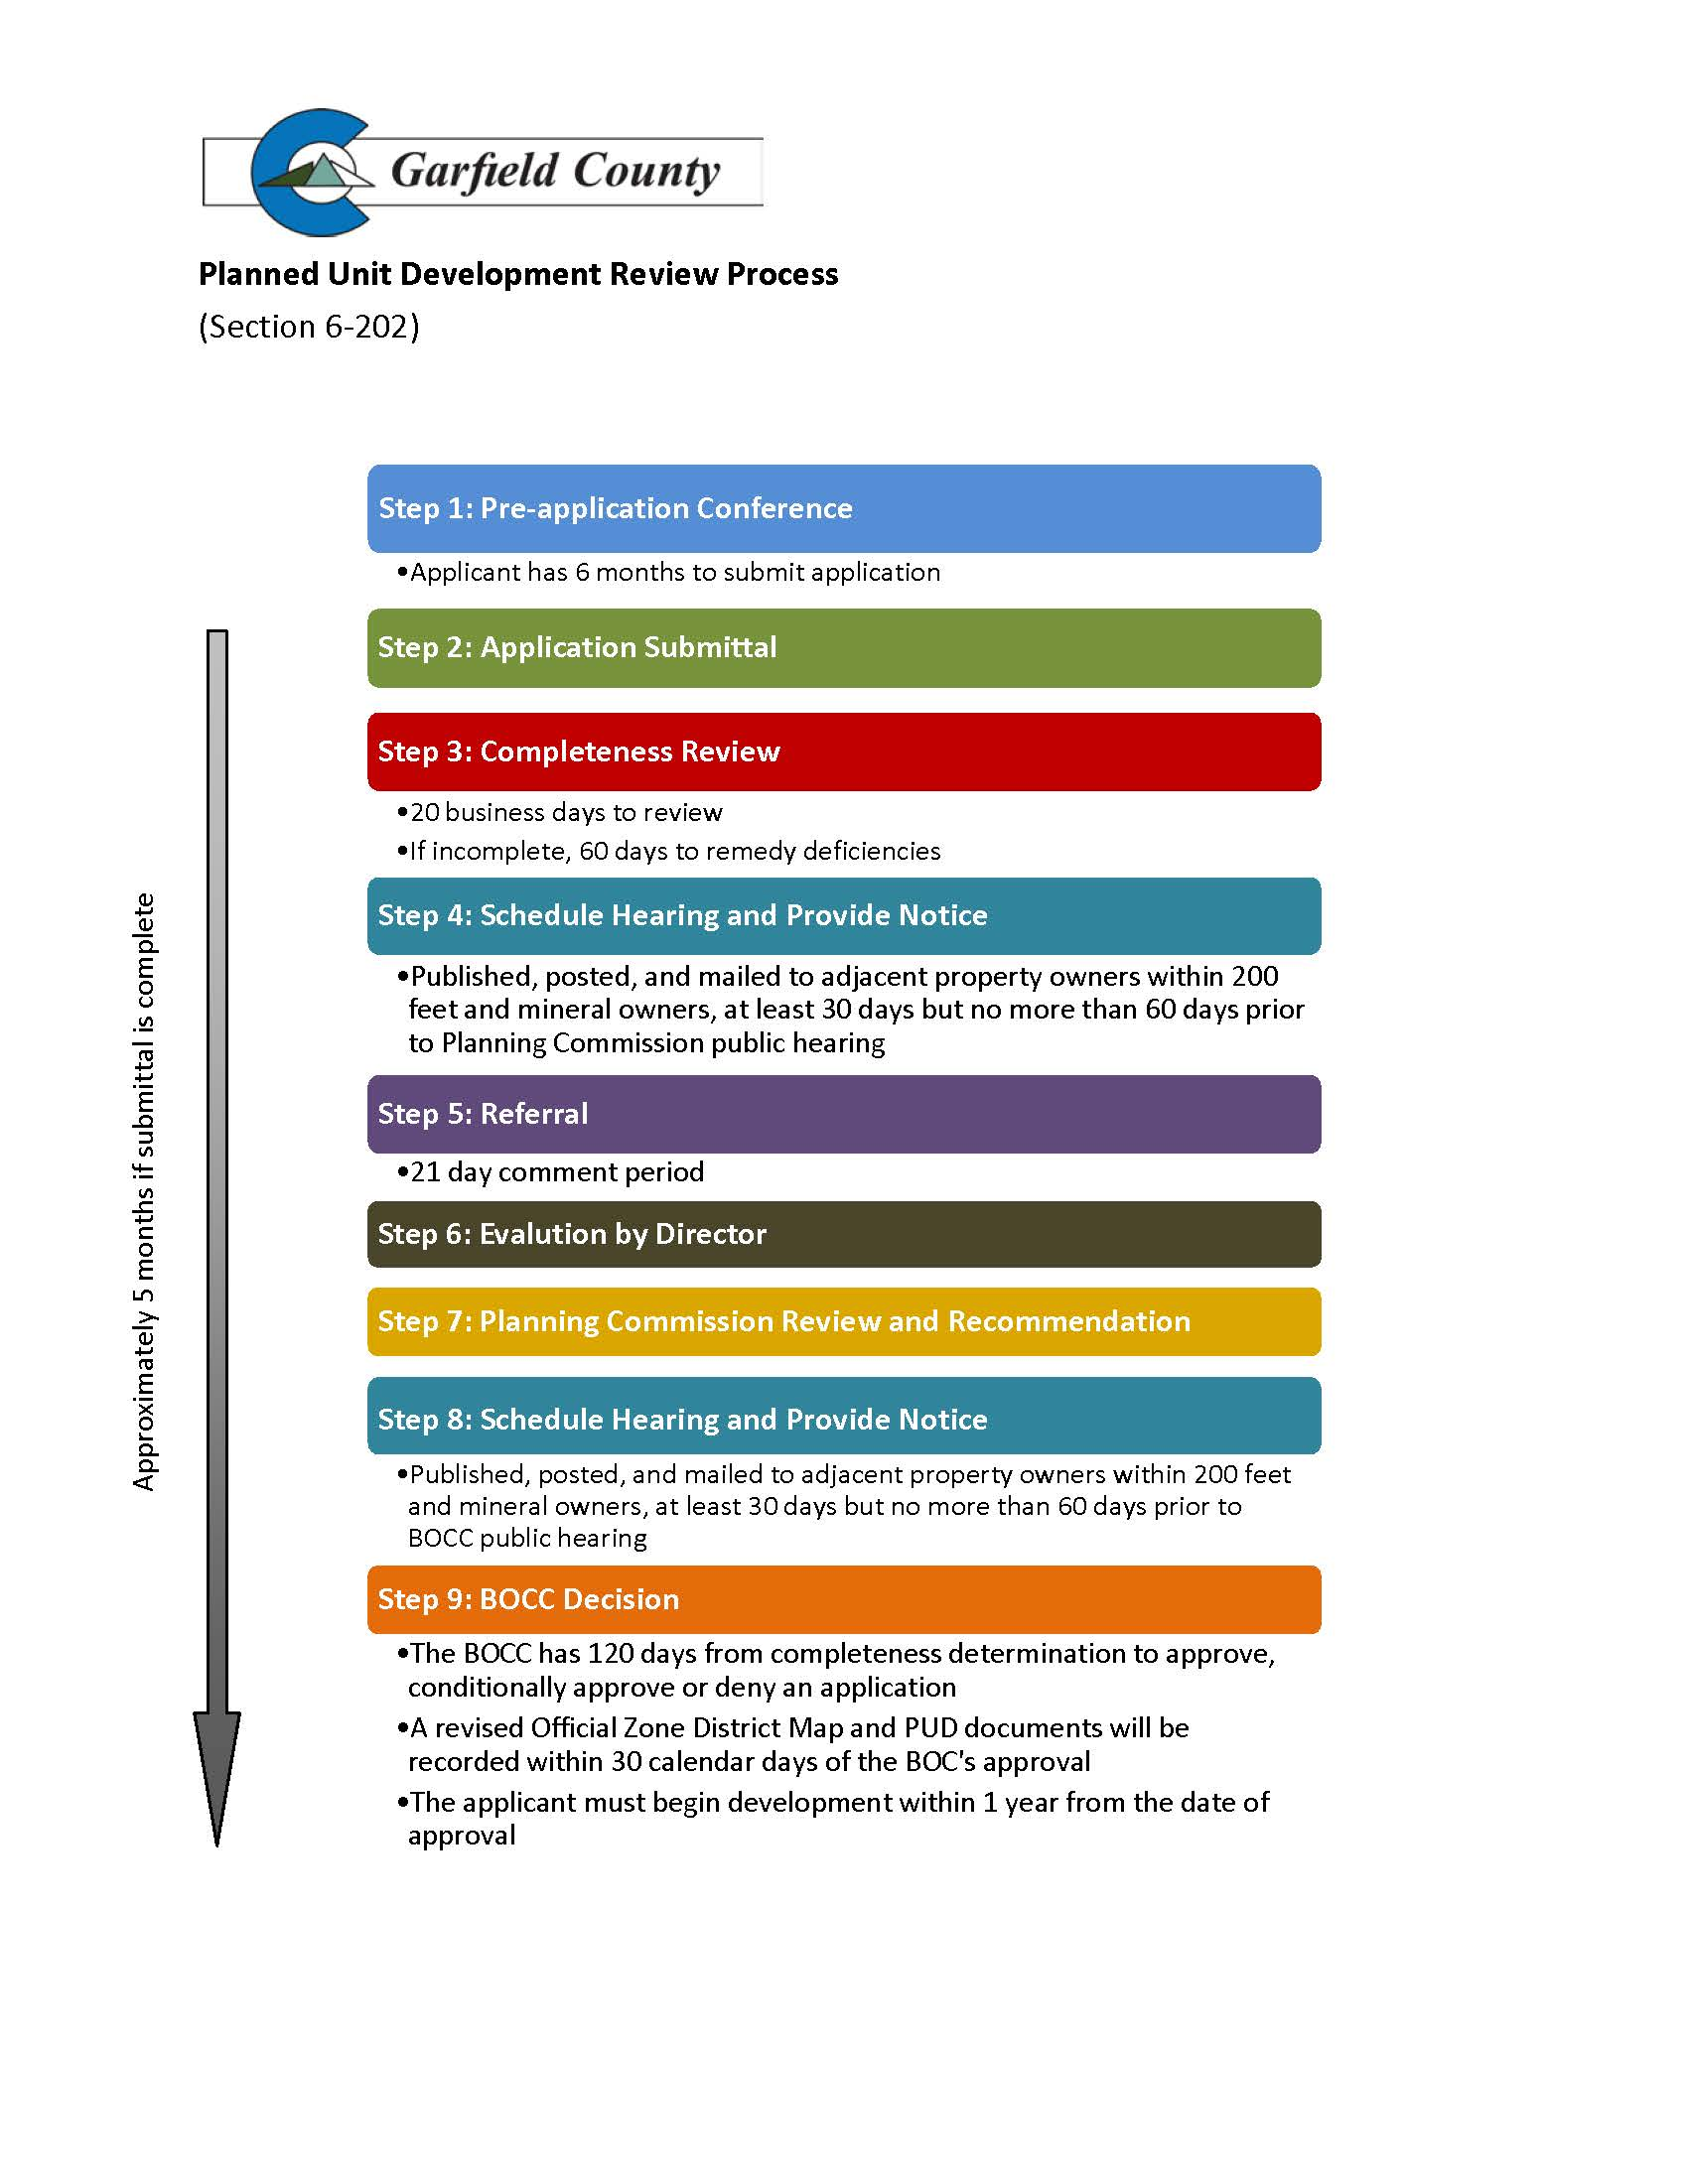 Garfield County
Planned Unit Development Review Process
(Section 6-202)
Step 1: Pre-application Conference
•Applicant has 6 months to submit application
Step 2: Application Submittal
Step 3: Completeness Review
•20 business days to review
•If incomplete, 60 days to remedy deficiencies
Step 4: Schedule Hearing and Provide Notice
•Published, posted, and mailed to adjacent property owners within 200
feet and mineral owners, at least 30 days but no more than 60 days prior
to Planning Commission public hearing
Step 5: Referral
•21 day comment period
Step 6: Evalution by Director
Step 7: Planning Commission Review and Recommendation
Step 8: Schedule Hearing and Provide Notice
•Published, posted, and mailed to adjacent property owners within 200 feet
and mineral owners, at least 30 days but no more than 60 days prior to
BOCC public hearing
Step 9: BOCC Decision
•The BOCC has 120 days from completeness determination to approve,
conditionally approve or deny an application
•A revised Official Zone District Map and PUD documents will be
recorded within 30 calendar days of the BOC's approval
•The applicant must begin development within 1 year from the date of
approval
Approximately 5 months if submittal is complete